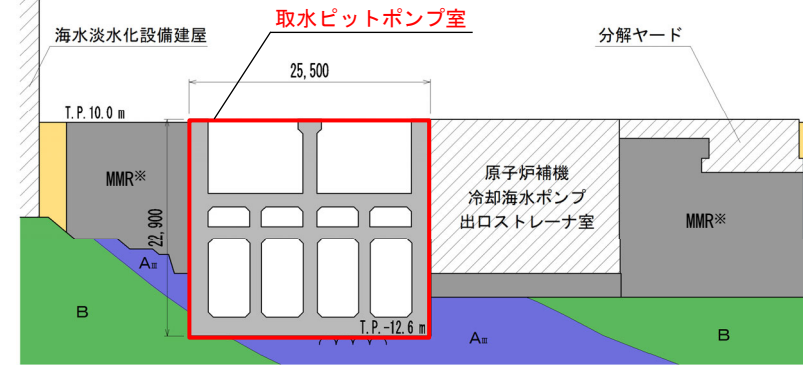 取水ピットポンプ室
海水淡水化設備建屋
分解ヤード
25,500
T.P.10.0 m
MMR※
22,900
原子炉補機
冷却海水ポンプ
出口ストレーナ室
MMR※
AⅢ
B
T.P.-12.6 m
AⅢ
B